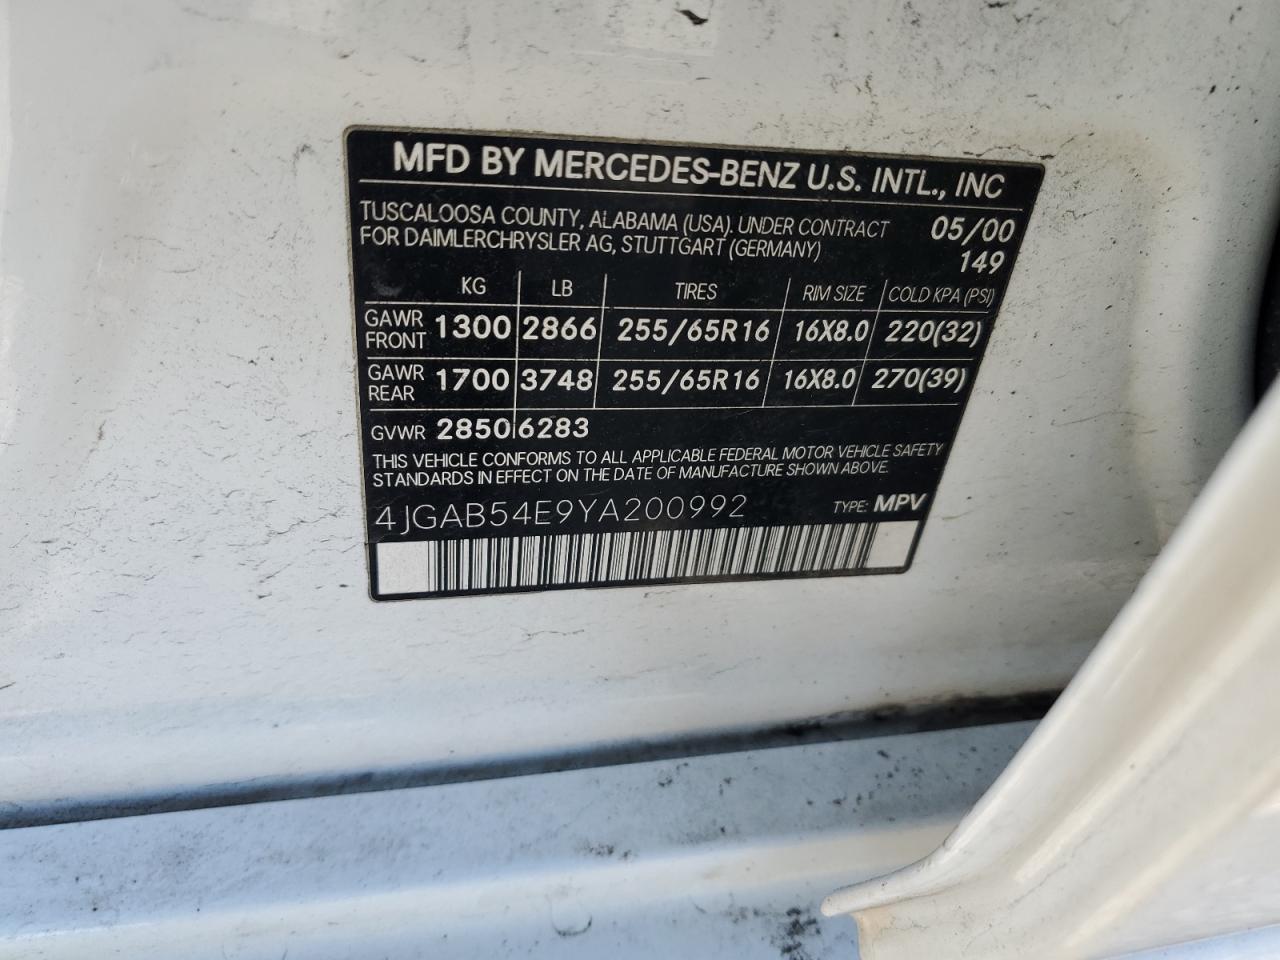 MFD BY MERCEDES-BENZ U.S. INTL., INC
TUSCALOOSA COUNTY, ALABAMA (USA). UNDER CONTRACT 05/00
FOR DAIMLERCHRYSLER AG, STUTTGART (GERMANY) 149
KG LB TIRES RIM SIZE COLD KPA (PSI)
GAWR FRONT 1300 2866 255/65R16 16X8.0 220(32)
GAWR REAR 1700 3748 255/65R16 16X8.0 270(39)
GVWR 2850 6283
THIS VEHICLE CONFORMS TO ALL APPLICABLE FEDERAL MOTOR VEHICLE SAFETY
STANDARDS IN EFFECT ON THE DATE OF MANUFACTURE SHOWN ABOVE.
4JGAB54E9YA200992 TYPE: MPV